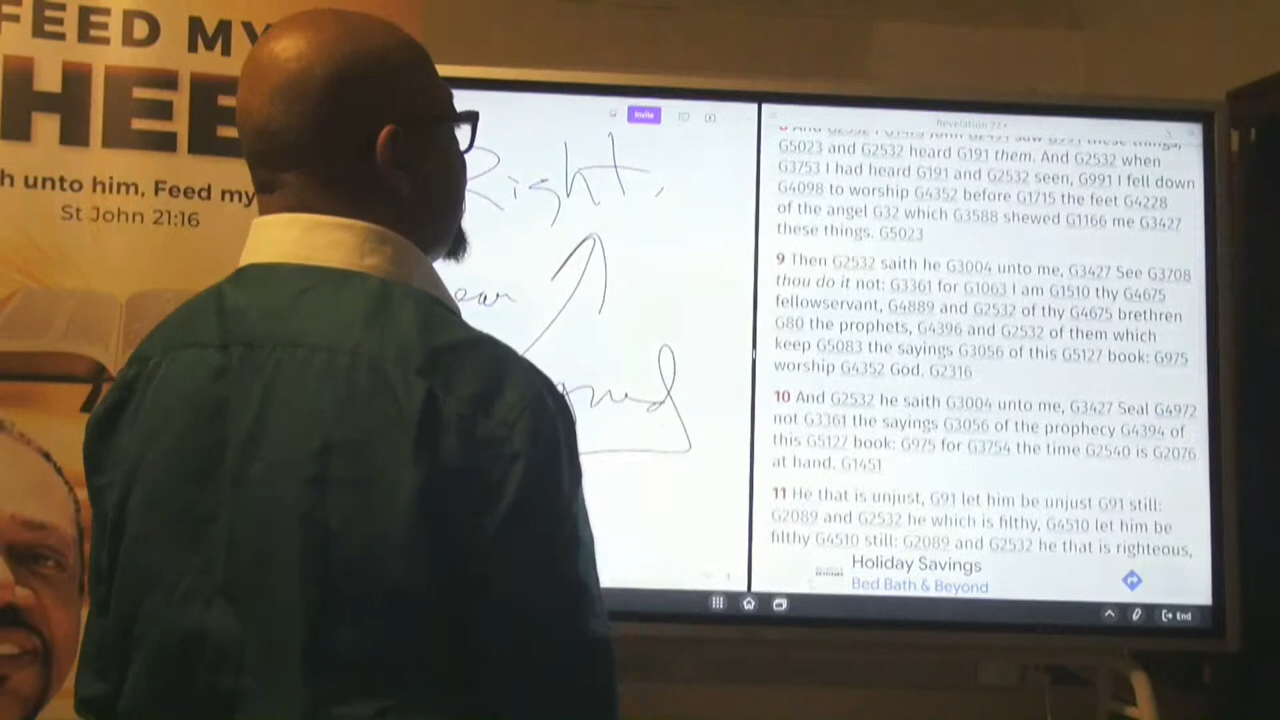 FEED MY
HEE
h unto him, Feed my
St John 21:16
Invite
Right,
ear
gned
Revelation 22
G5023 and G2532 heard G191 them. And G2532 when
G3753 I had heard G191 and G2532 seen, G991 I fell down
G4098 to worship G4352 before G1715 the feet G4228
of the angel G32 which G3588 shewed G1166 me G3427
these things. G5023
9 Then G2532 saith he G3004 unto me, G3427 See G3708
thou do it not: G3361 for G1063 I am G1510 thy G4675
fellowservant, G4889 and G2532 of thy G4675 brethren
G80 the prophets, G4396 and G2532 of them which
keep G5083 the sayings G3056 of this G5127 book: G975
worship G4352 God. G2316
10 And G2532 he saith G3004 unto me, G3427 Seal G4972
not G3361 the sayings G3056 of the prophecy G4394 of
this G5127 book: G975 for G3754 the time G2540 is G2076
at hand. G1451
11 He that is unjust, G91 let him be unjust G91 still:
G2089 and G2532 he which is filthy, G4510 let him be
filthy G4510 still: G2089 and G2532 he that is righteous,
Holiday Savings
Bed Bath & Beyond
End